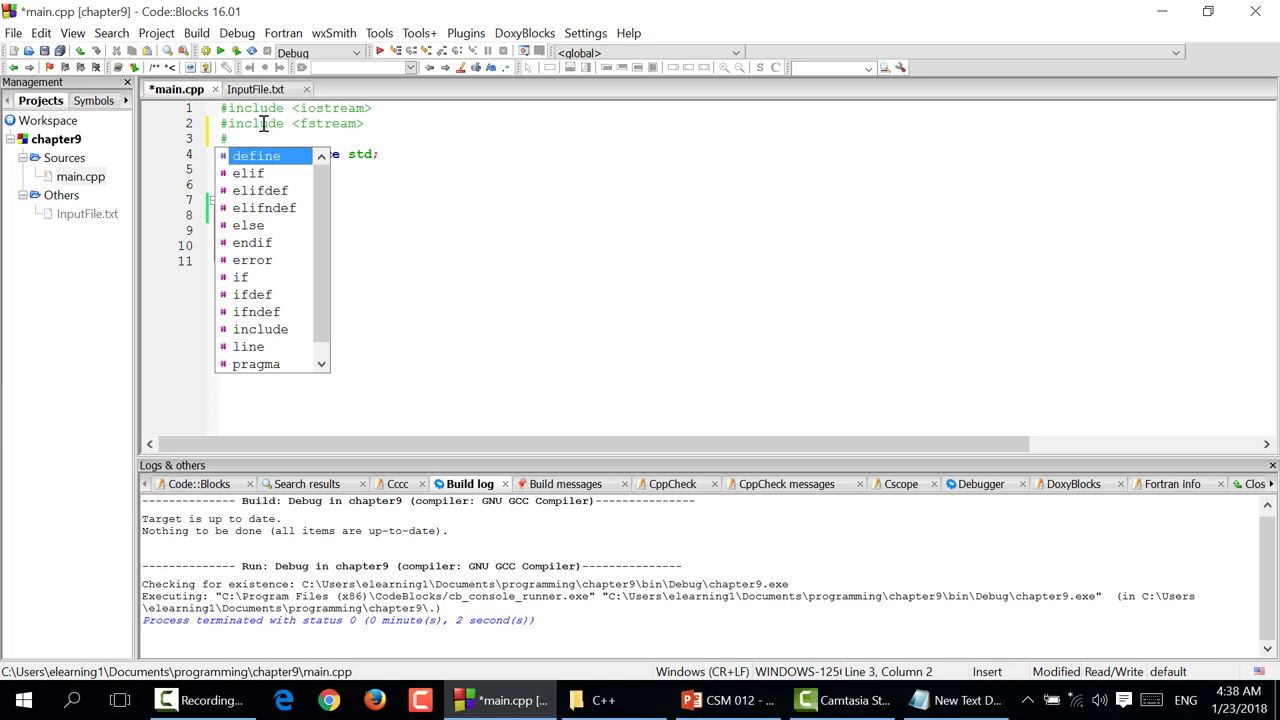 *main.cpp [chapter9] - Code::Blocks 16.01
File Edit View Search Project Build Debug Fortran wxSmith Tools Tools+ Plugins DoxyBlocks Settings Help
Debug <global>
/** *<
Aa .* S C
Management
Projects Symbols
Workspace
chapter9
Sources
main.cpp
Others
InputFile.txt
*main.cpp InputFile.txt
1 #include <iostream>
2 #include <fstream>
3 #
4 e std;
5
6
7
8
9
10
11
# define
# elif
# elifdef
# elifndef
# else
# endif
# error
# if
# ifdef
# ifndef
# include
# line
# pragma
Logs & others
Code::Blocks Search results Cccc Build log Build messages CppCheck CppCheck messages Cscope Debugger DoxyBlocks Fortran info Clos
-------------- Build: Debug in chapter9 (compiler: GNU GCC Compiler)---------------
Target is up to date.
Nothing to be done (all items are up-to-date).
-------------- Run: Debug in chapter9 (compiler: GNU GCC Compiler)---------------
Checking for existence: C:\Users\elearning1\Documents\programming\chapter9\bin\Debug\chapter9.exe
Executing: "C:\Program Files (x86)\CodeBlocks/cb_console_runner.exe" "C:\Users\elearning1\Documents\programming\chapter9\bin\Debug\chapter9.exe" (in C:\Users
\elearning1\Documents\programming\chapter9\.)
Process terminated with status 0 (0 minute(s), 2 second(s))
C:\Users\elearning1\Documents\programming\chapter9\main.cpp Windows (CR+LF) WINDOWS-125 Line 3, Column 2 Insert Modified Read/Write default
Recording... *main.cpp [... C++ CSM 012 - ... Camtasia St... New Text D... ENG
4:38 AM
1/23/2018